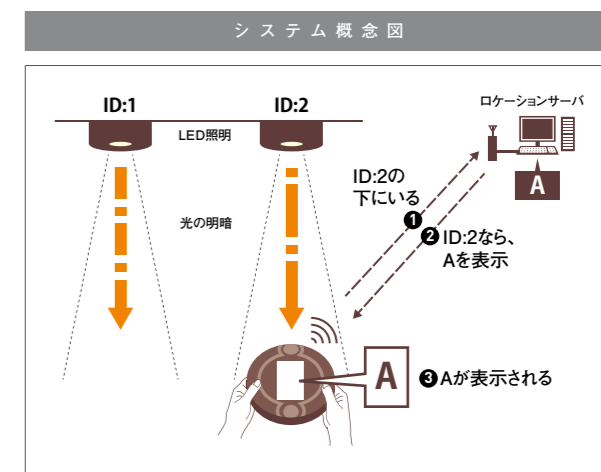 システム概念図
ID:1
ID:2
ロケーションサーバ
LED照明
A
ID:2の
下にいる
❶
光の明暗
❷ID:2なら、
Aを表示
A
❸Aが表示される